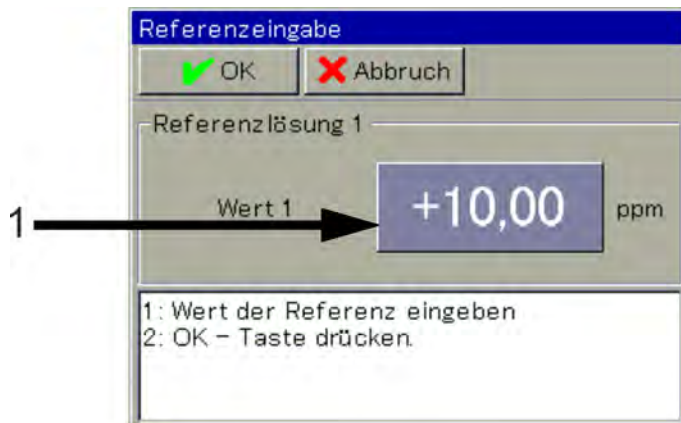 Referenzeingabe
OK Abbruch
Referenzlösung 1
1 Wert 1 +10,00 ppm
1: Wert der Referenz eingeben
2: OK - Taste drücken.